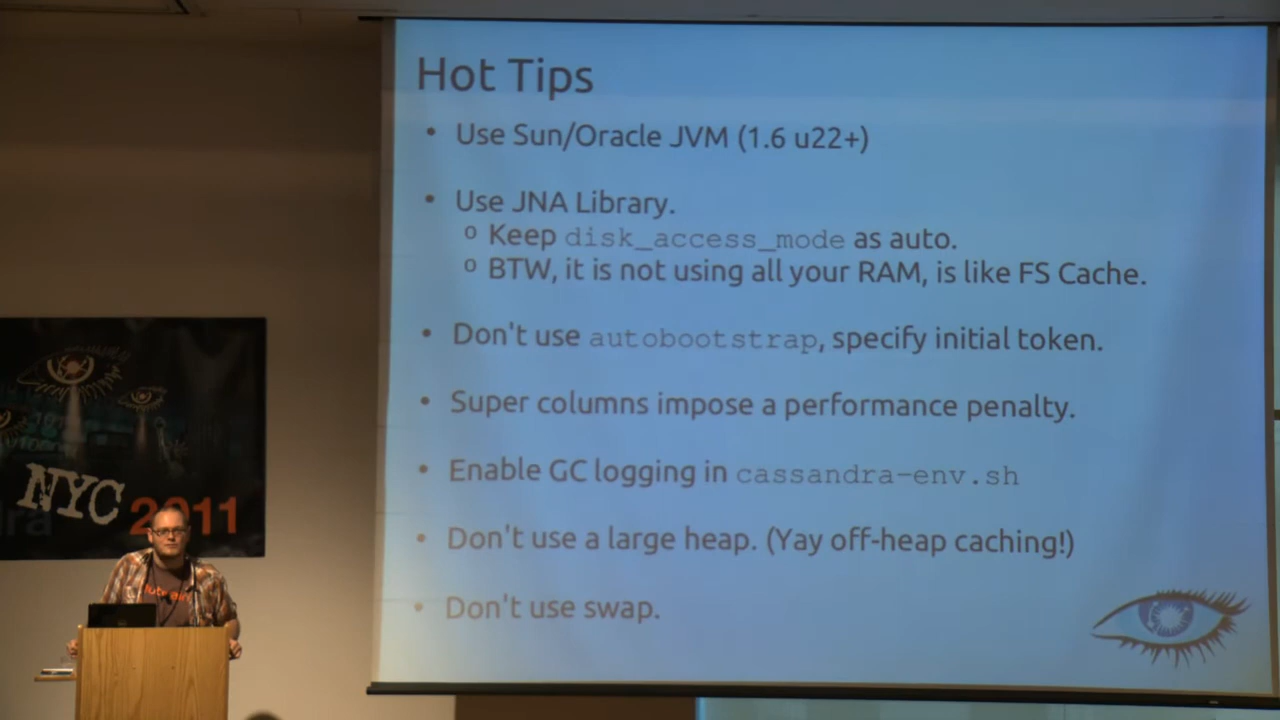 Hot Tips
• Use Sun/Oracle JVM (1.6 u22+)
• Use JNA Library.
o Keep disk_access_mode as auto.
o BTW, it is not using all your RAM, is like FS Cache.
• Don't use autobootstrap, specify initial token.
• Super columns impose a performance penalty.
• Enable GC logging in cassandra-env.sh
• Don't use a large heap. (Yay off-heap caching!)
• Don't use swap.
NYC 2011